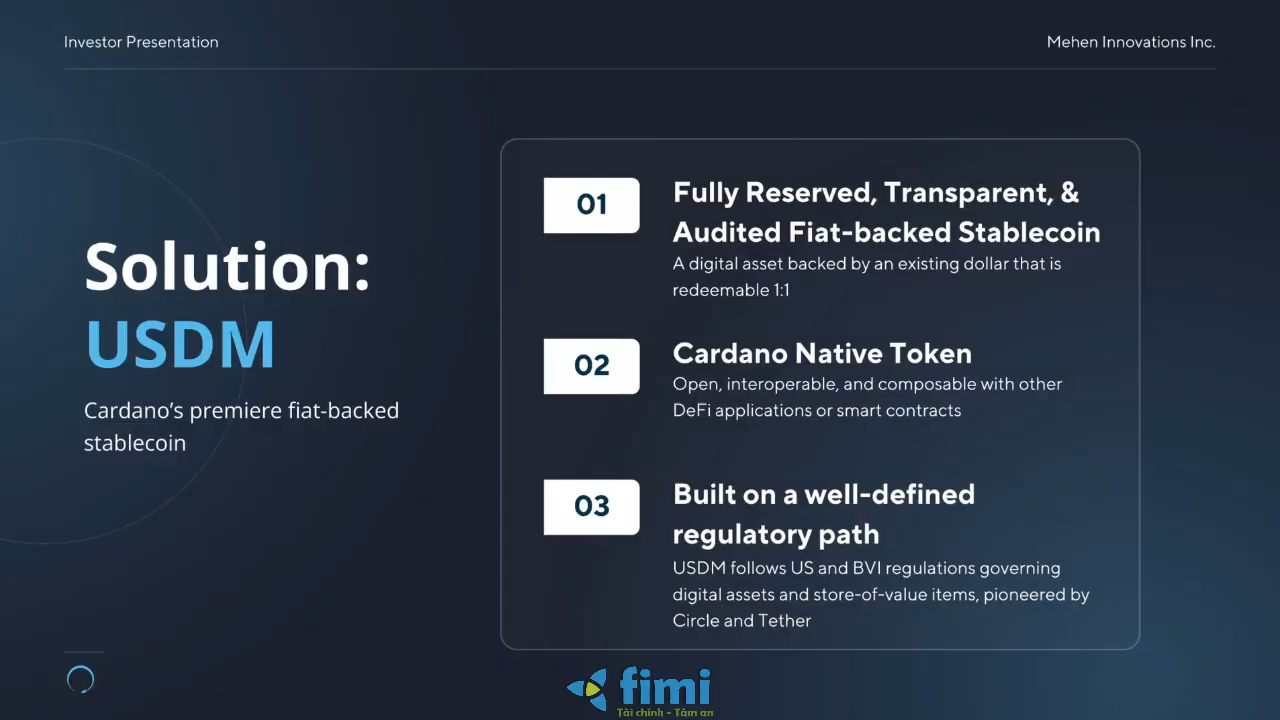 Investor Presentation
Mehen Innovations Inc.
Solution:
USDM
Cardano’s premiere fiat-backed
stablecoin
01
Fully Reserved, Transparent, &
Audited Fiat-backed Stablecoin
A digital asset backed by an existing dollar that is
redeemable 1:1
02
Cardano Native Token
Open, interoperable, and composable with other
DeFi applications or smart contracts
03
Built on a well-defined
regulatory path
USDM follows US and BVI regulations governing
digital assets and store-of-value items, pioneered by
Circle and Tether
fimi
Tài chính - Tâm an